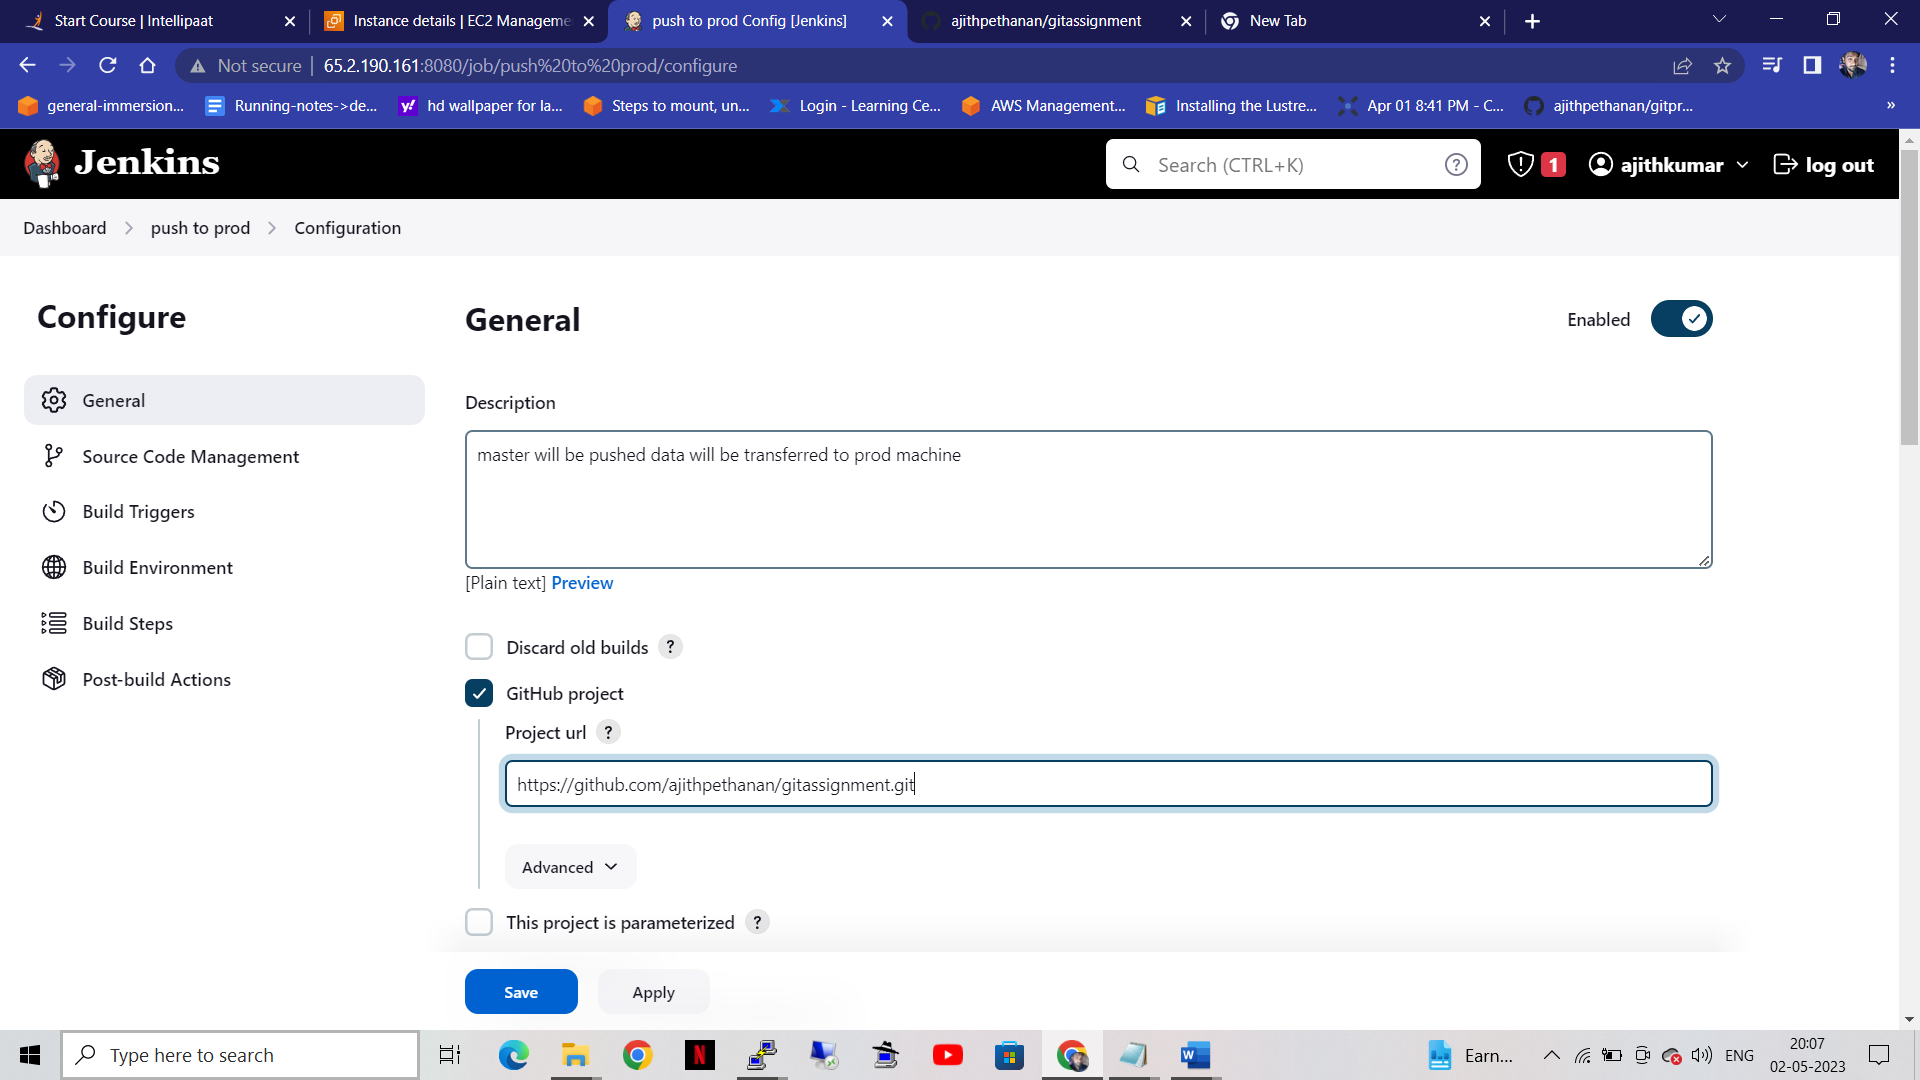 Start Course | Intellipaat
Instance details | EC2 Manageme
push to prod Config [Jenkins]
ajithpethanan/gitassignment
New Tab
Not secure
65.2.190.161:8080/job/push%20to%20prod/configure
general-immersion...
Running-notes->de...
hd wallpaper for la...
Steps to mount, un...
Login - Learning Ce...
AWS Management...
Installing the Lustre...
Apr 01 8:41 PM - C...
ajithpethanan/gitpr...
»
Jenkins
Search (CTRL+K)
?
1
ajithkumar
log out
Dashboard
push to prod
Configuration
Configure
General
Source Code Management
Build Triggers
Build Environment
Build Steps
Post-build Actions
General
Enabled
Description
master will be pushed data will be transferred to prod machine
[Plain text] Preview
Discard old builds ?
GitHub project
Project url ?
https://github.com/ajithpethanan/gitassignment.git
Advanced
This project is parameterized ?
Save
Apply
Type here to search
Earn...
ENG
20:07
02-05-2023